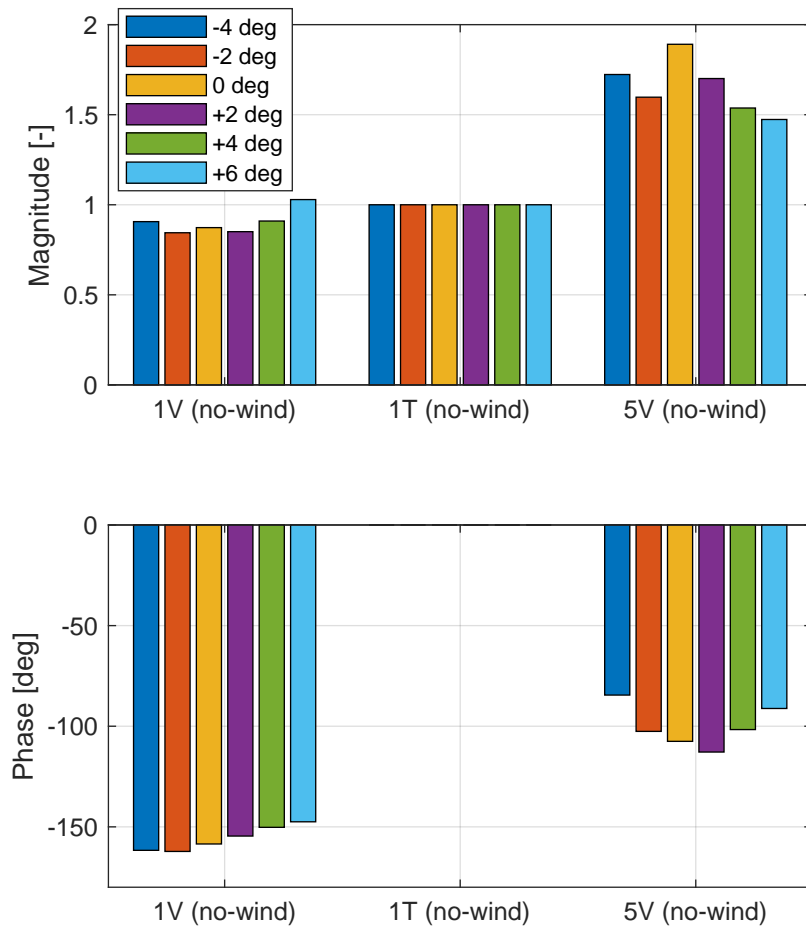 -4 deg
-2 deg
0 deg
+2 deg
+4 deg
+6 deg
Magnitude [-]
2
1.5
1
0.5
0
1V (no-wind) 1T (no-wind) 5V (no-wind)
Phase [deg]
0
-50
-100
-150
1V (no-wind) 1T (no-wind) 5V (no-wind)